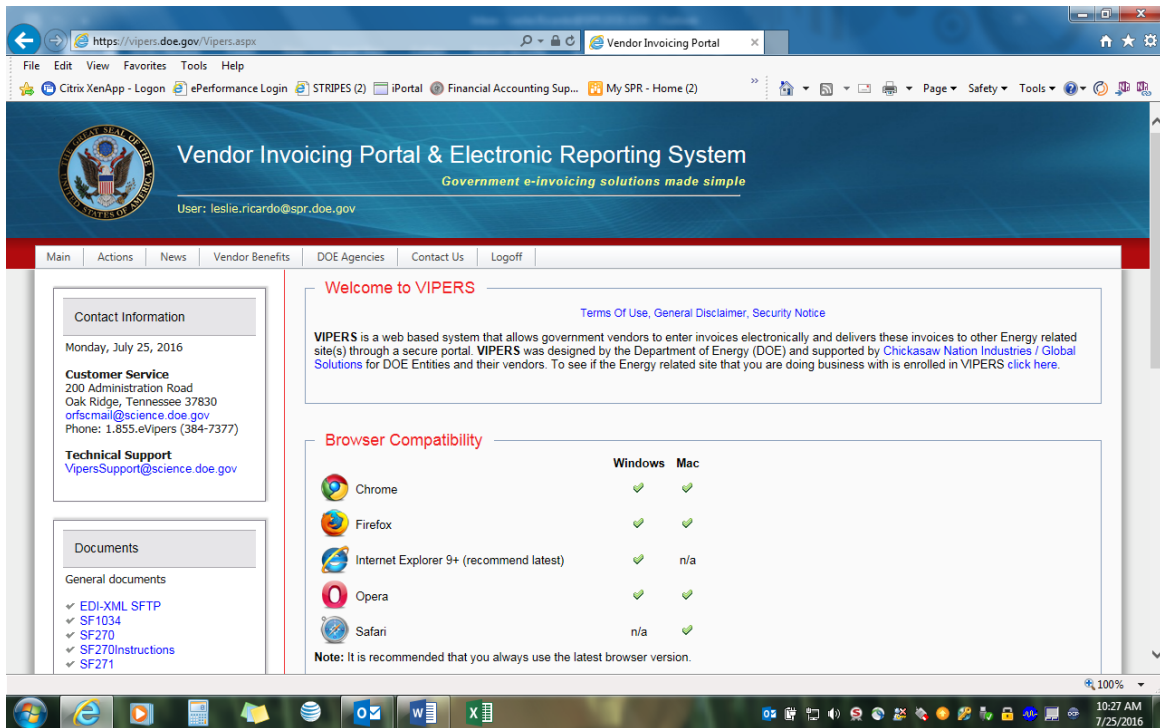 Vendor Invoicing Portal
https://vipers.doe.gov/Vipers.aspx
File Edit View Favorites Tools Help
Citrix XenApp - Logon ePerformance Login STRIPES (2) iPortal Financial Accounting Sup... My SPR - Home (2) Page Safety Tools
Vendor Invoicing Portal & Electronic Reporting System
Government e-invoicing solutions made simple
User: leslie.ricardo@spr.doe.gov
Main Actions News Vendor Benefits DOE Agencies Contact Us Logoff
Contact Information
Monday, July 25, 2016
Customer Service
200 Administration Road
Oak Ridge, Tennessee 37830
orfscmail@science.doe.gov
Phone: 1.855.eVipers (384-7377)
Technical Support
VipersSupport@science.doe.gov
Documents
General documents
EDI-XML SFTP
SF1034
SF270
SF270Instructions
SF271
Welcome to VIPERS
Terms Of Use, General Disclaimer, Security Notice
VIPERS is a web based system that allows government vendors to enter invoices electronically and delivers these invoices to other Energy related
site(s) through a secure portal. VIPERS was designed by the Department of Energy (DOE) and supported by Chickasaw Nation Industries / Global
Solutions for DOE Entities and their vendors. To see if the Energy related site that you are doing business with is enrolled in VIPERS click here.
Browser Compatibility
Windows Mac
Chrome
Firefox
Internet Explorer 9+ (recommend latest) n/a
Opera
Safari n/a
Note: It is recommended that you always use the latest browser version.
100%
10:27 AM
7/25/2016